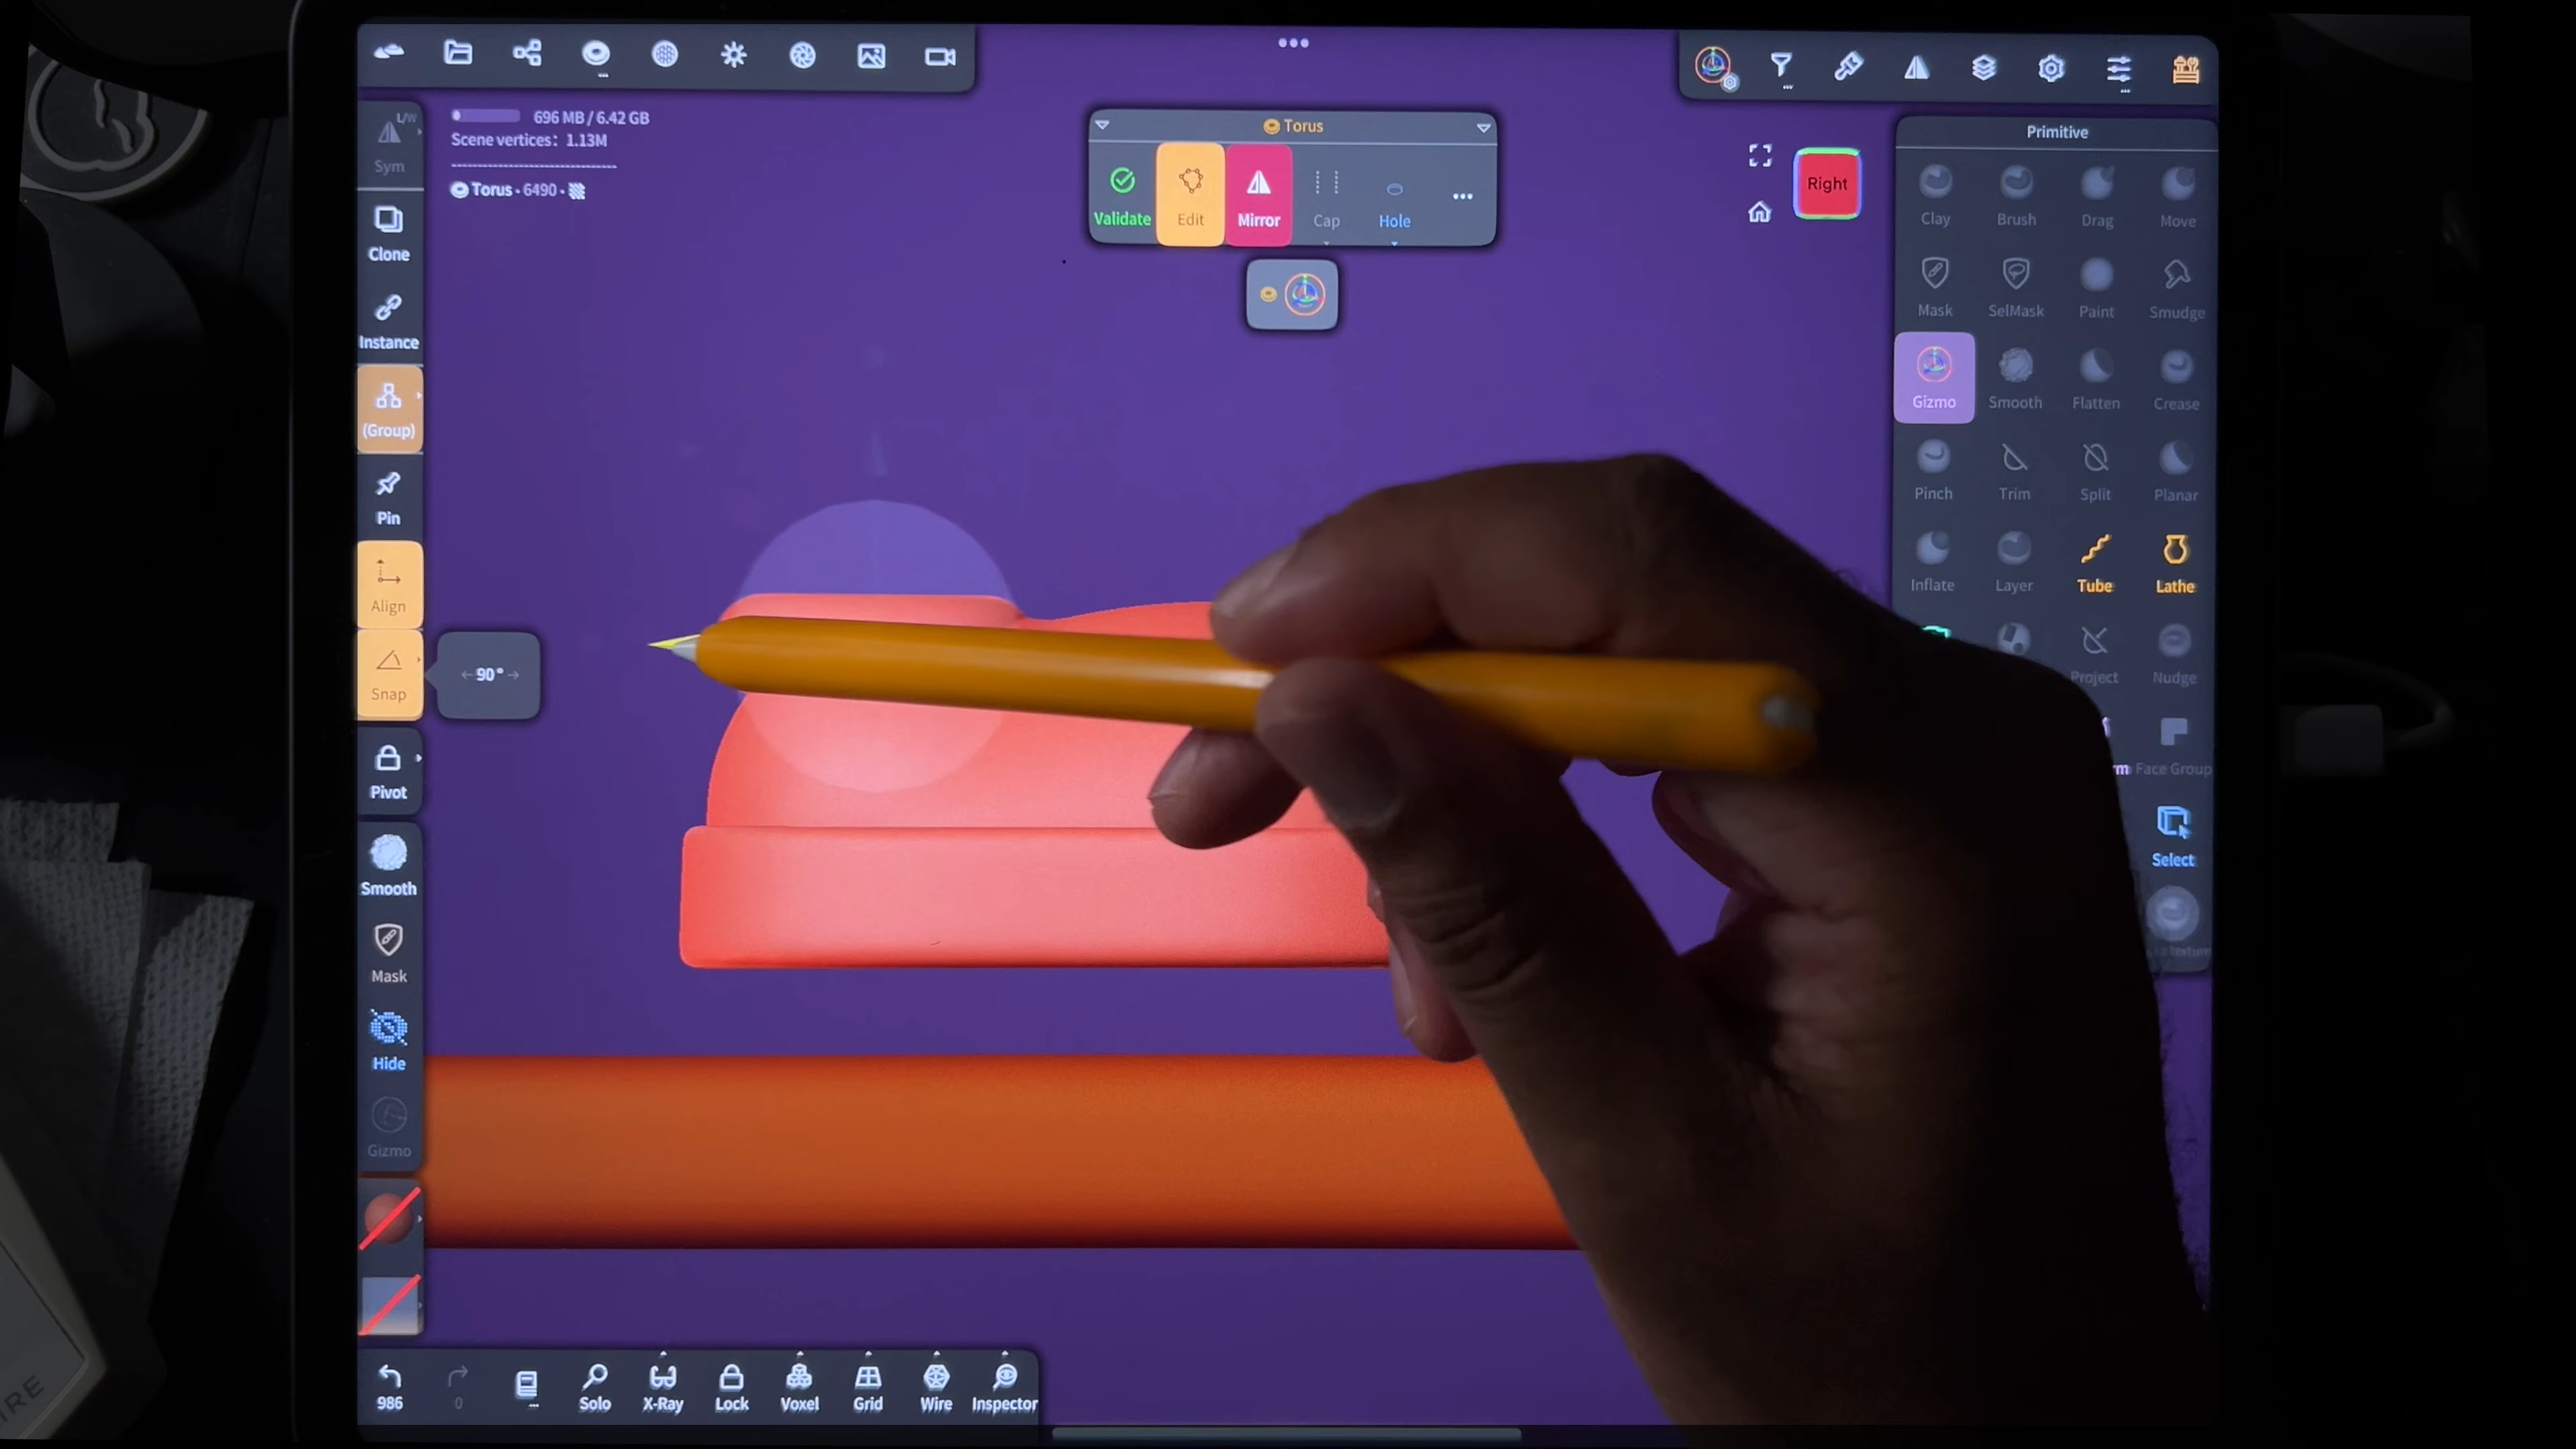 696 MB / 6.42 GB
Scene vertices: 1.13M
Torus • 6490 •
Torus
Validate
Edit
Mirror
Cap
Hole
Right
L/W
Sym
Clone
Instance
(Group)
Pin
Align
Snap
90°
Pivot
Smooth
Mask
Hide
Gizmo
Primitive
Clay Brush Drag Move
Mask SelMask Paint Smudge
Gizmo Smooth Flatten Crease
Pinch Trim Split Planar
Inflate Layer Tube Lathe
Project Nudge
Face Group
Select
986 0 Solo X-Ray Lock Voxel Grid Wire Inspector